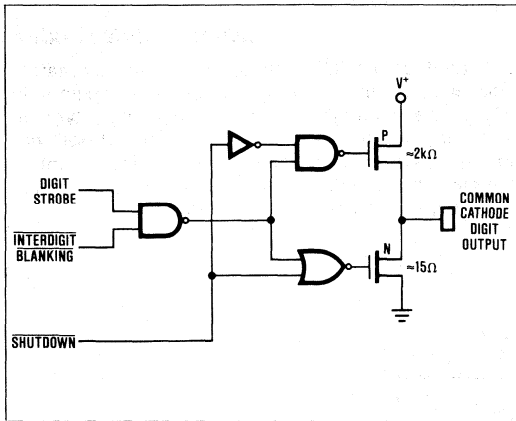 V+
P
≈2kΩ
DIGIT
STROBE
COMMON
CATHODE
DIGIT
OUTPUT
INTERDIGIT
BLANKING
N
≈15Ω
SHUTDOWN